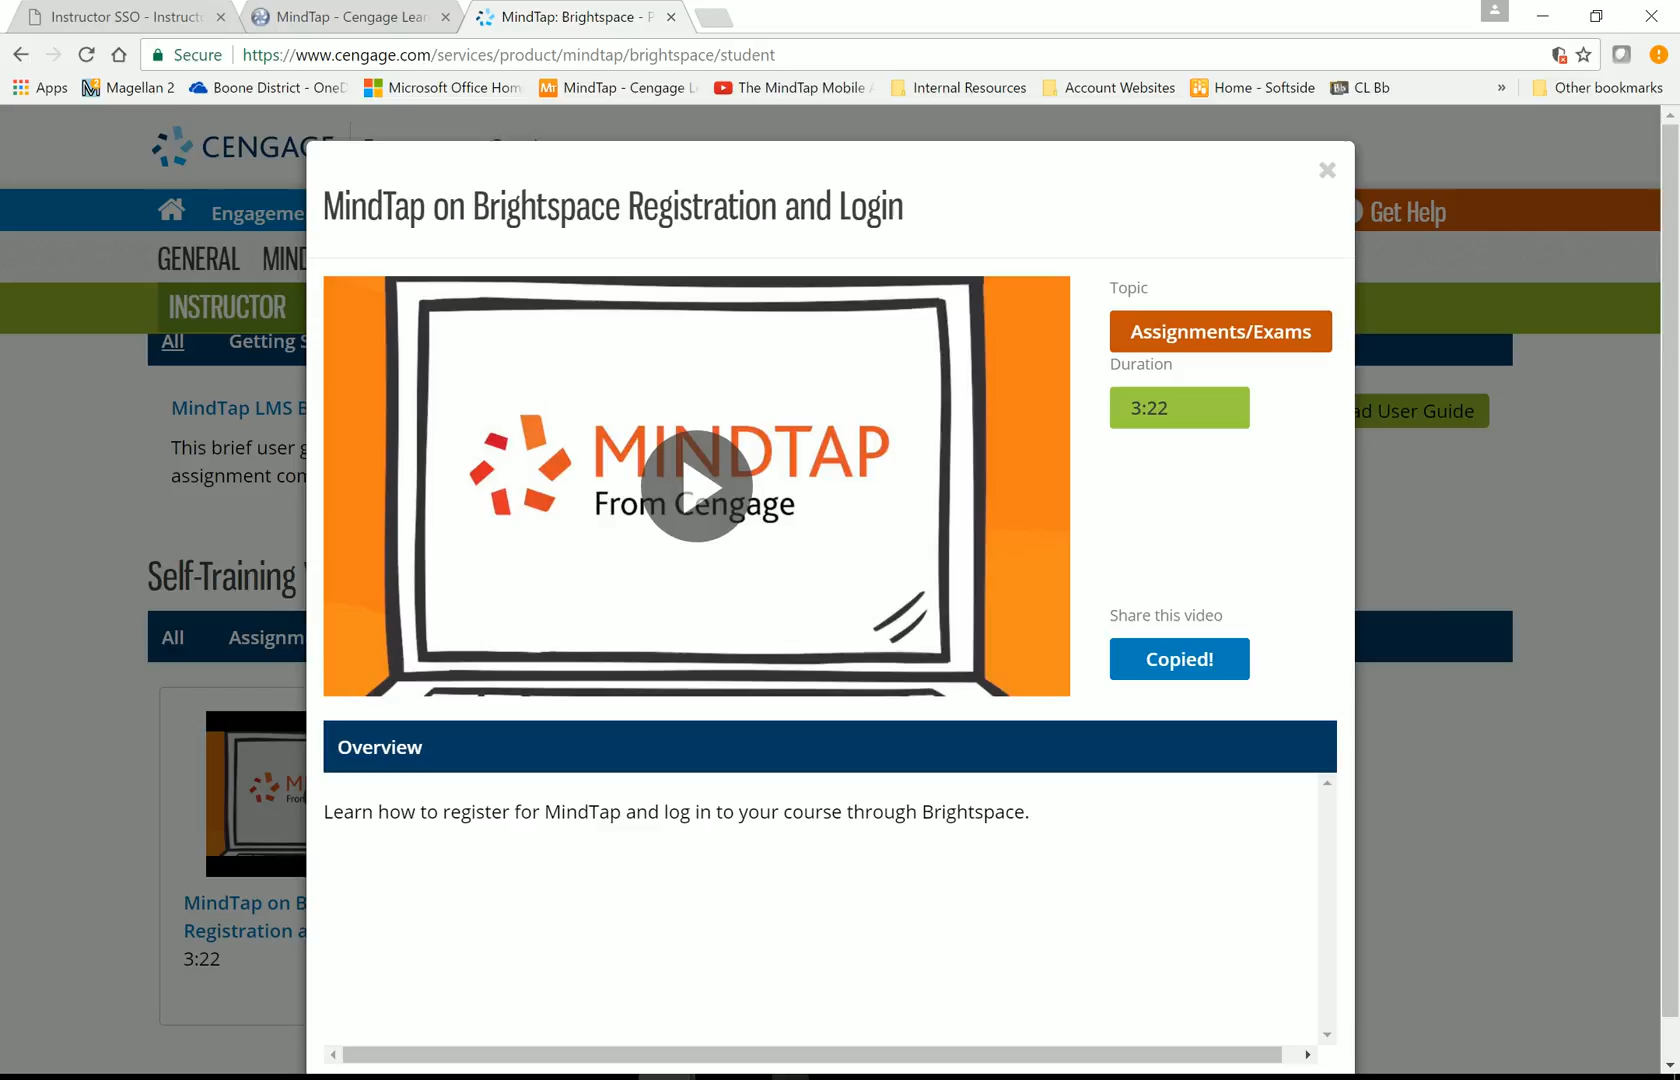 Instructor SSO - Instructo
MindTap - Cengage Lear
MindTap: Brightspace - P
Secure
https://www.cengage.com/services/product/mindtap/brightspace/student
Apps
Magellan 2
Boone District - OneD
Microsoft Office Hom
MindTap - Cengage L
The MindTap Mobile A
Internal Resources
Account Websites
Home - Softside
CL Bb
»
Other bookmarks
CENGAG
MindTap on Brightspace Registration and Login
Engageme
Get Help
GENERAL MIND
INSTRUCTOR
All Getting S
Topic
Assignments/Exams
Duration
3:22
MindTap LMS B
ad User Guide
This brief user g
assignment com
MINDTAP
From Cengage
Self-Training V
Share this video
All Assignm
Copied!
Overview
Learn how to register for MindTap and log in to your course through Brightspace.
MindTap on B
Registration a
3:22